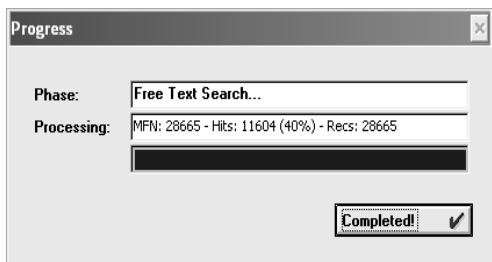 Progress
Phase: Free Text Search...
Processing: MFN: 28665 - Hits: 11604 (40%) - Recs: 28665
Completed!